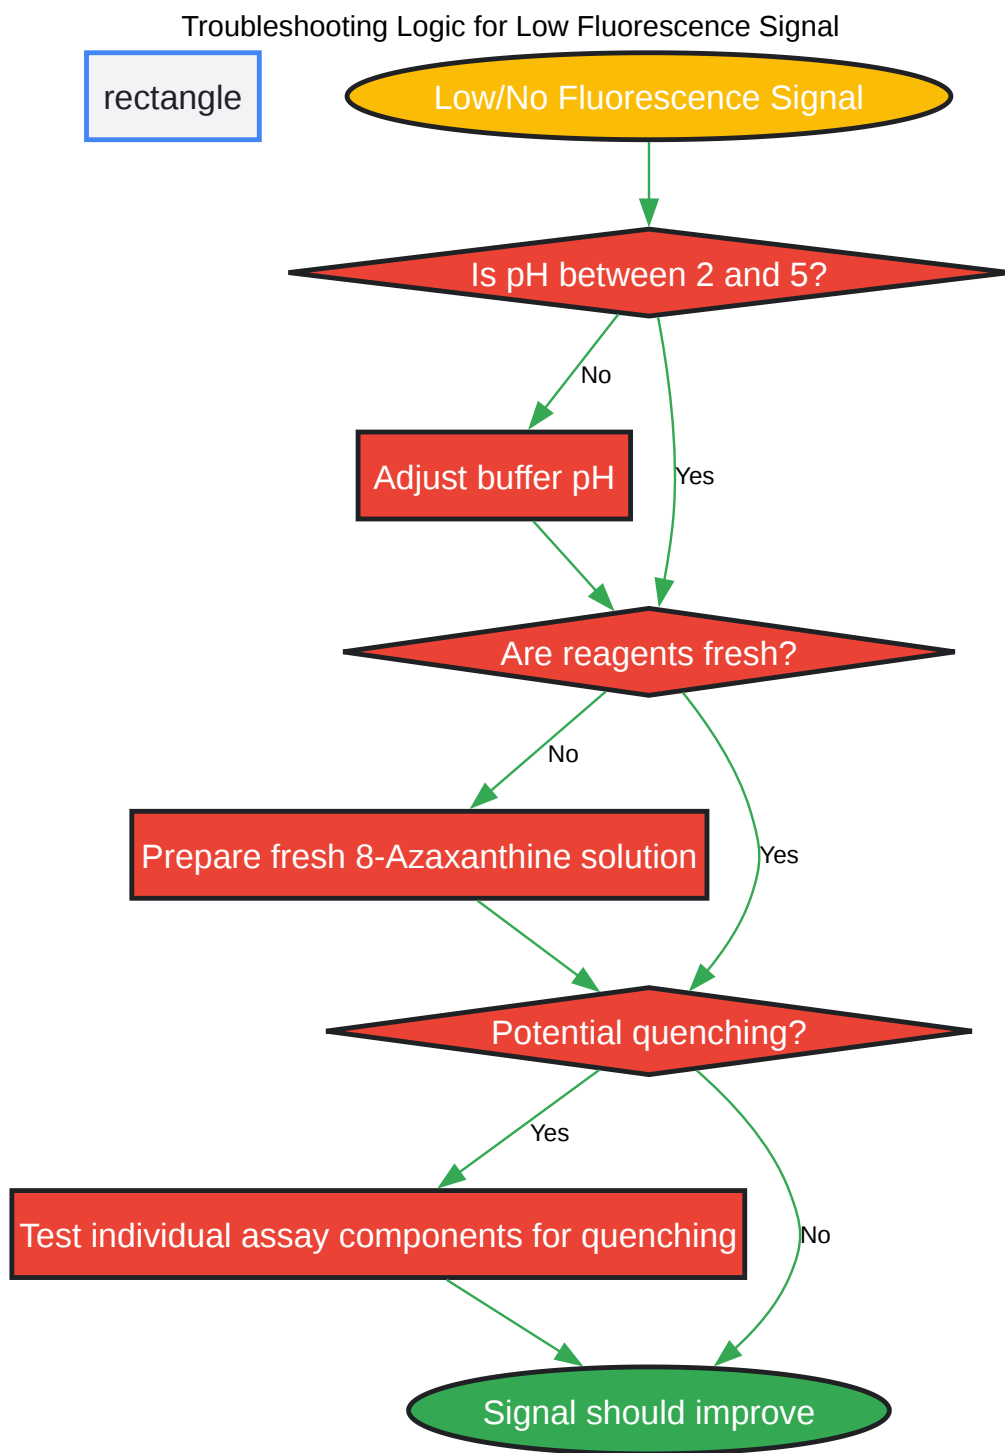 Troubleshooting Logic for Low Fluorescence Signal
rectangle
Low/No Fluorescence Signal
Is pH between 2 and 5?
No
Adjust buffer pH
Yes
Are reagents fresh?
No
Prepare fresh 8-Azaxanthine solution
Yes
Potential quenching?
Yes
Test individual assay components for quenching
No
Signal should improve